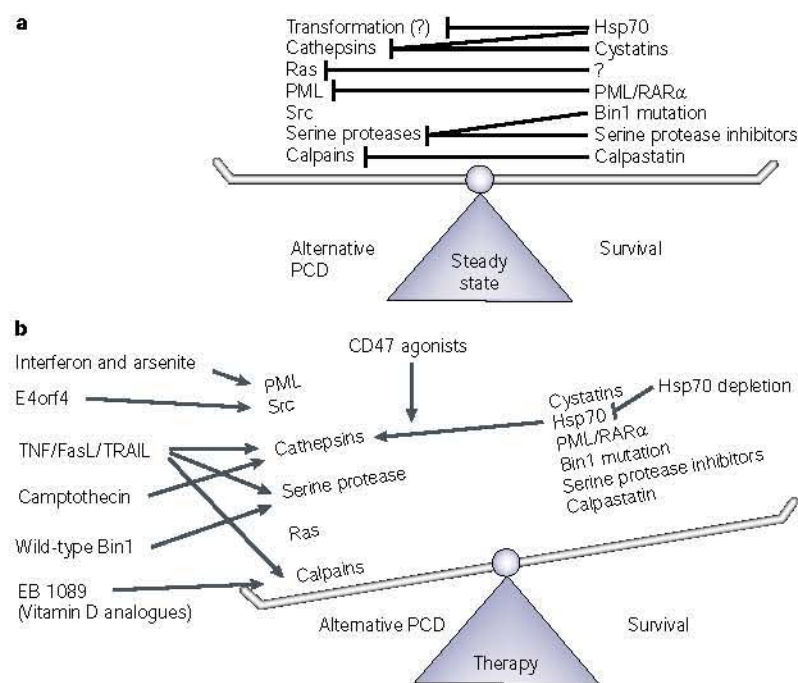 a
Transformation (?) Hsp70
Cathepsins Cystatins
Ras ?
PML PML/RARα
Src Bin1 mutation
Serine proteases Serine protease inhibitors
Calpains Calpastatin
Alternative
PCD
Steady
state
Survival
b
Interferon and arsenite
E4orf4
TNF/FasL/TRAIL
Camptothecin
Wild-type Bin1
EB 1089
(Vitamin D analogues)
CD47 agonists
PML
Src
Cathepsins
Serine protease
Ras
Calpains
Cystatins
Hsp70
PML/RARα
Bin1 mutation
Serine protease inhibitors
Calpastatin
Hsp70 depletion
Alternative PCD
Therapy
Survival